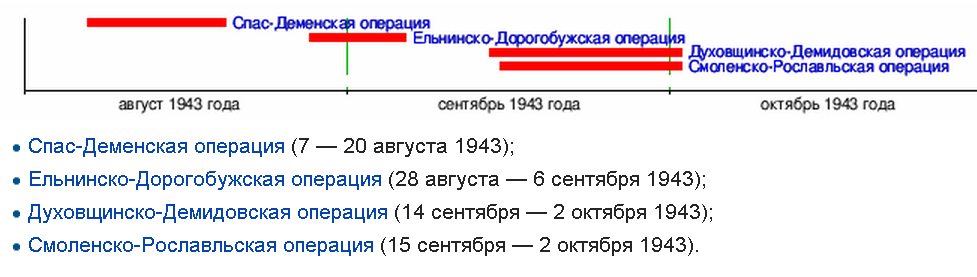 Спас-Деменская операция
Ельнинско-Дорогобужская операция
Духовщинско-Демидовская операция
Смоленско-Рославльская операция
август 1943 года сентябрь 1943 года октябрь 1943 года
• Спас-Деменская операция (7 — 20 августа 1943);
• Ельнинско-Дорогобужская операция (28 августа — 6 сентября 1943);
• Духовщинско-Демидовская операция (14 сентября — 2 октября 1943);
• Смоленско-Рославльская операция (15 сентября — 2 октября 1943).